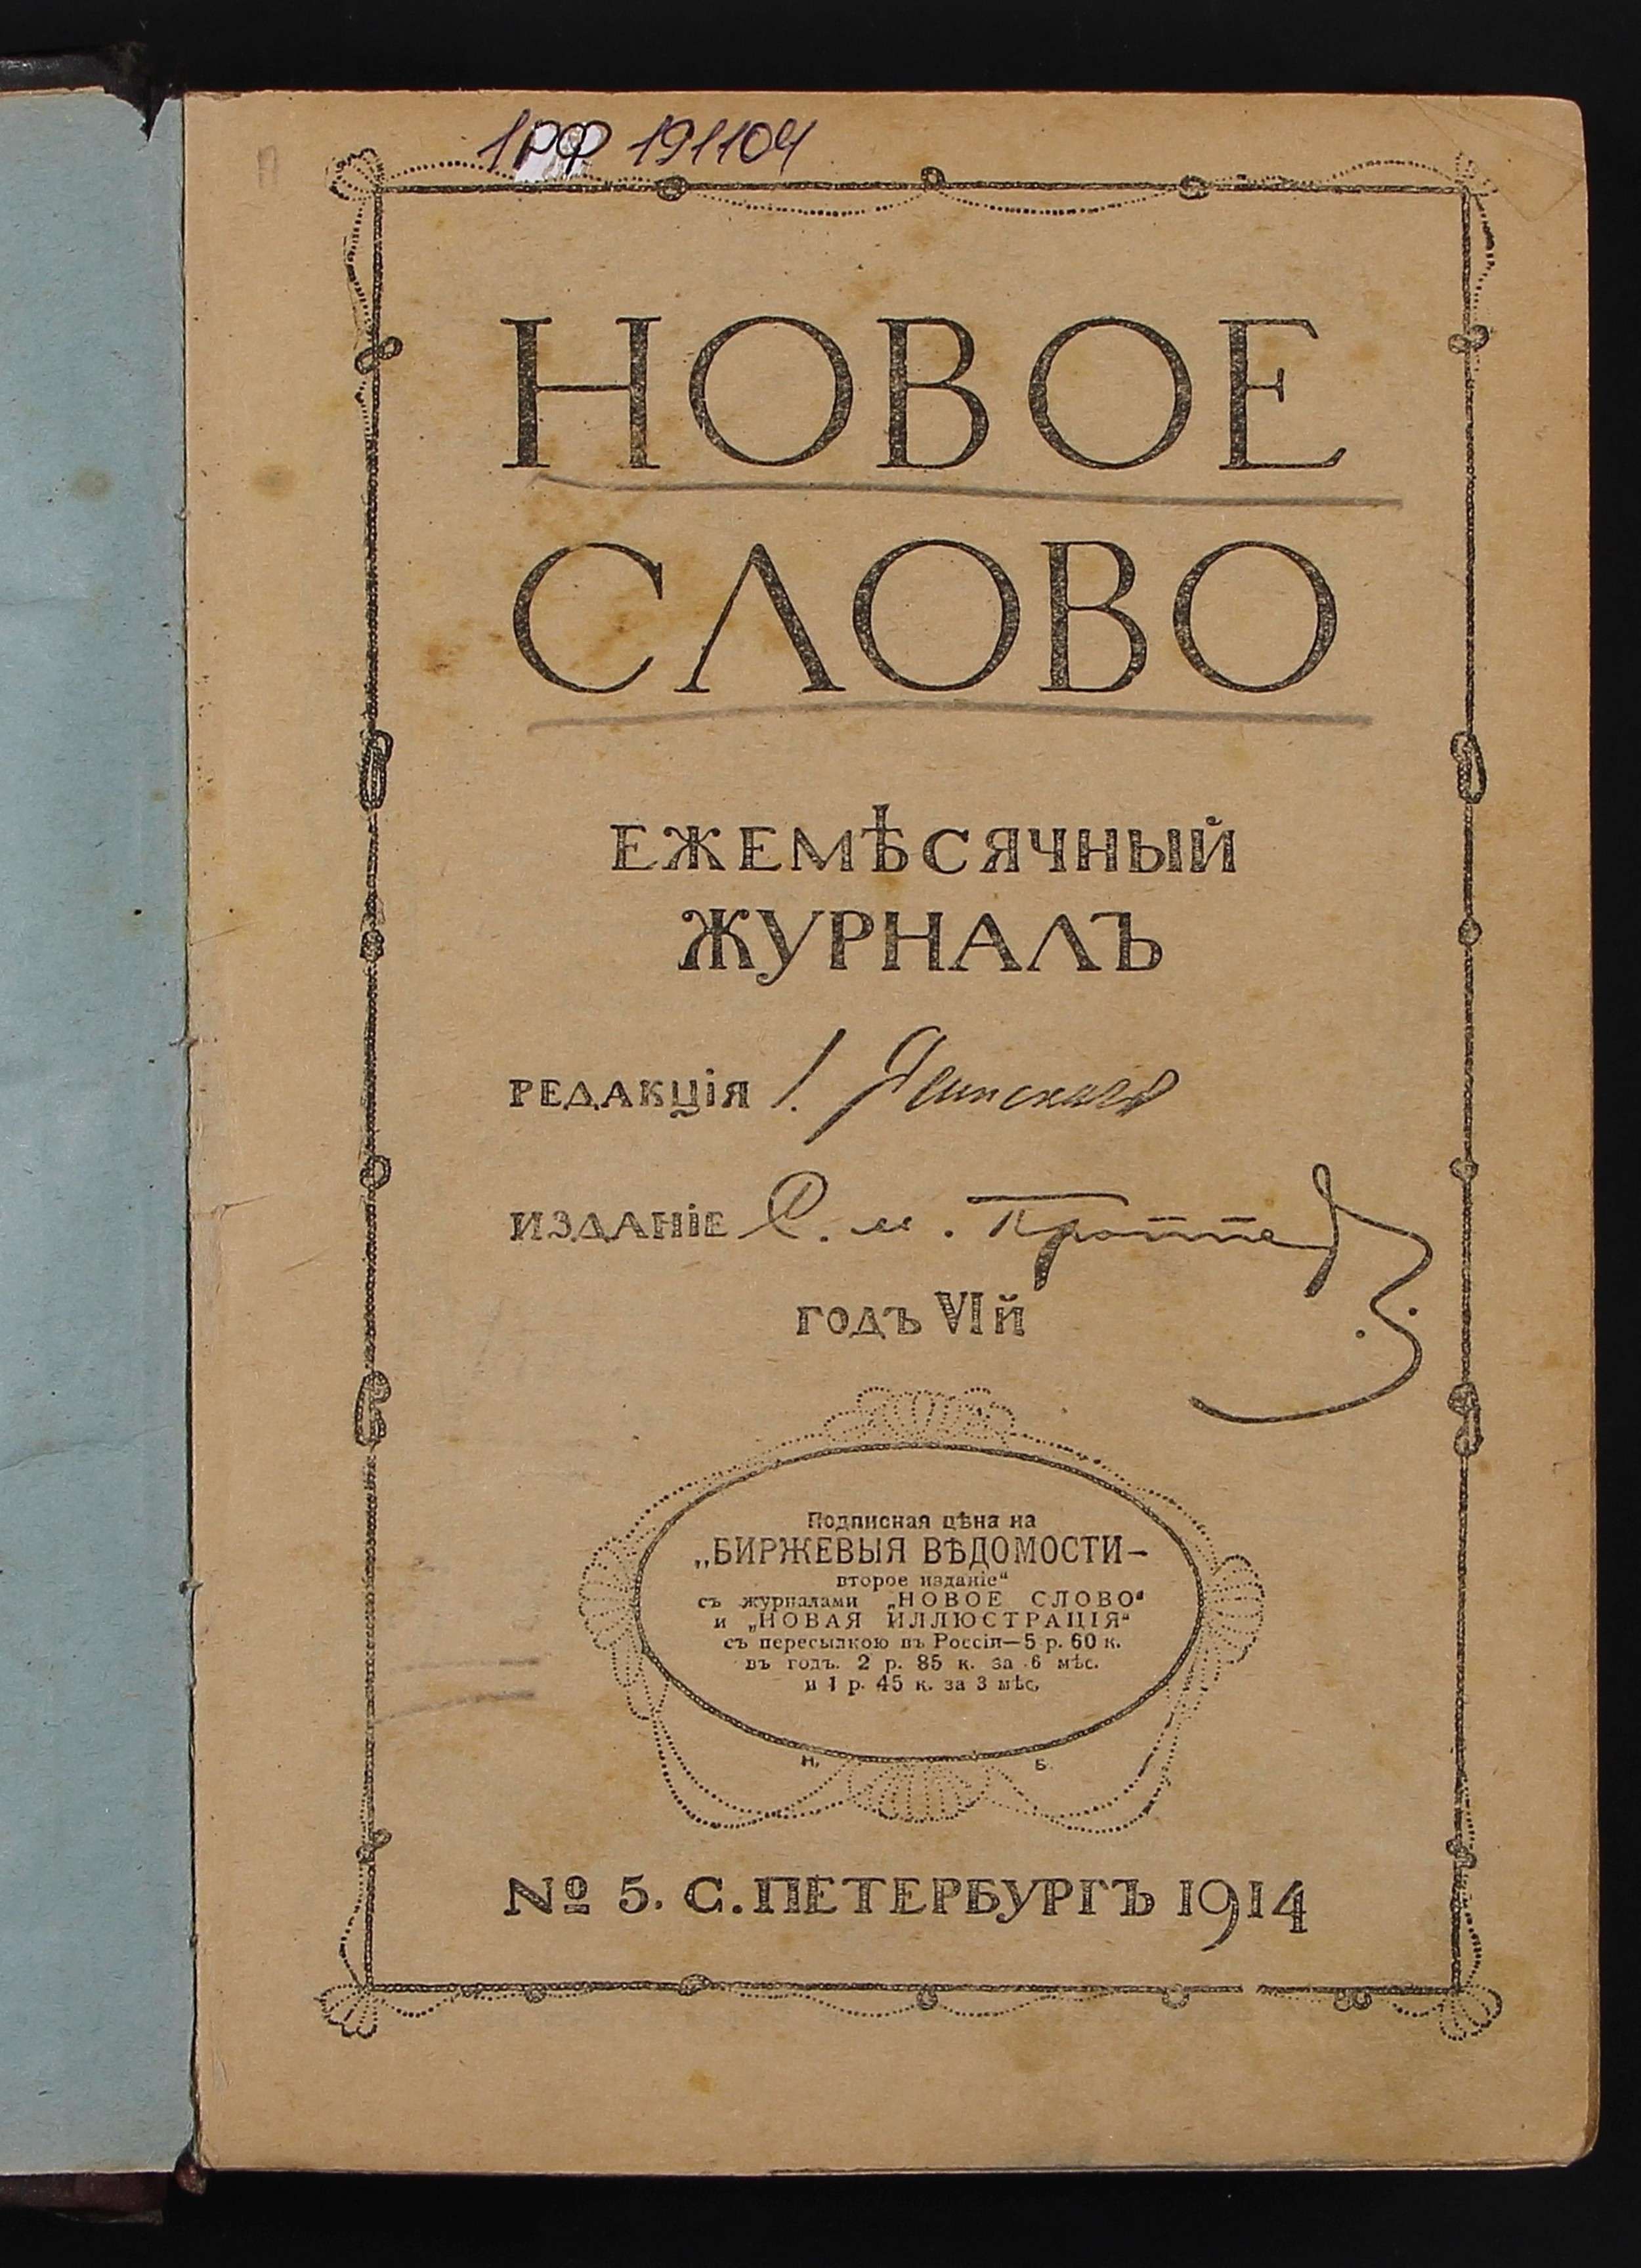 1РФ 191104
НОВОЕ
СЛОВО
ЕЖЕМѢСЯЧНЫЙ
ЖУРНАЛЪ
РЕДАКЦІЯ І. Ясинскаго
ИЗДАНІЕ С. М. Проппера
ГОДЪ VIй
Подписная цѣна на
„БИРЖЕВЫЯ ВѢДОМОСТИ—
второе изданіе“
съ журналами „НОВОЕ СЛОВО“
и „НОВАЯ ИЛЛЮСТРАЦІЯ“
съ пересылкою въ Россіи—5 р. 60 к.
въ годъ. 2 р. 85 к. за 6 мѣс.
и 1 р. 45 к. за 3 мѣс.
Н. Б.
№ 5. С. ПЕТЕРБУРГЪ 1914